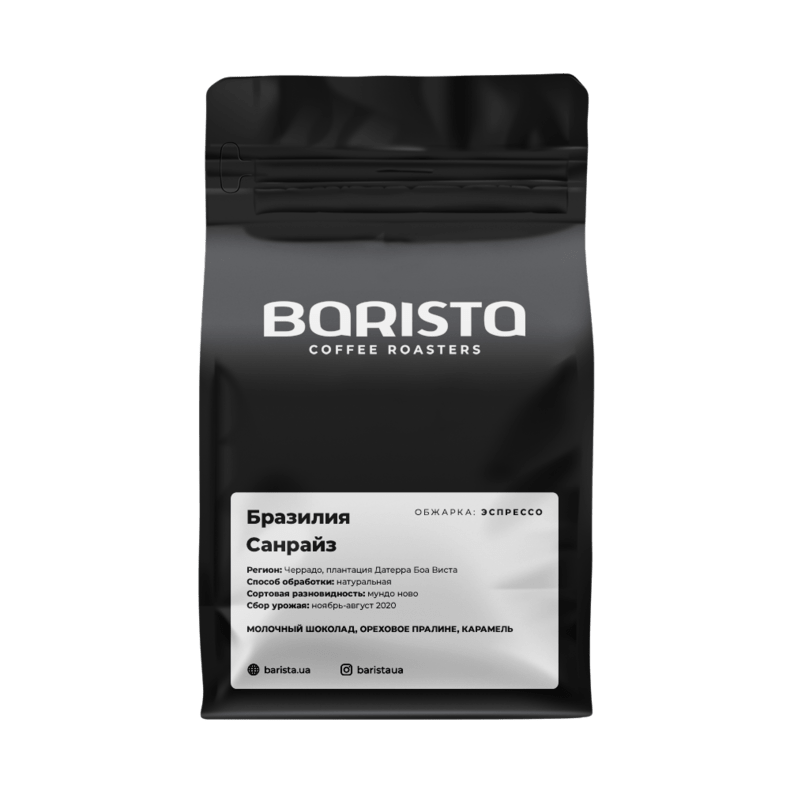 BARISTA
COFFEE ROASTERS
Бразилия
Санрайз
ОБЖАРКА: ЭСПРЕССО
Регион: Черрадо, плантация Датерра Боа Виста
Способ обработки: натуральная
Сортовая разновидность: мундо ново
Сбор урожая: ноябрь-август 2020
МОЛОЧНЫЙ ШОКОЛАД, ОРЕХОВОЕ ПРАЛИНЕ, КАРАМЕЛЬ
barista.ua
baristaua